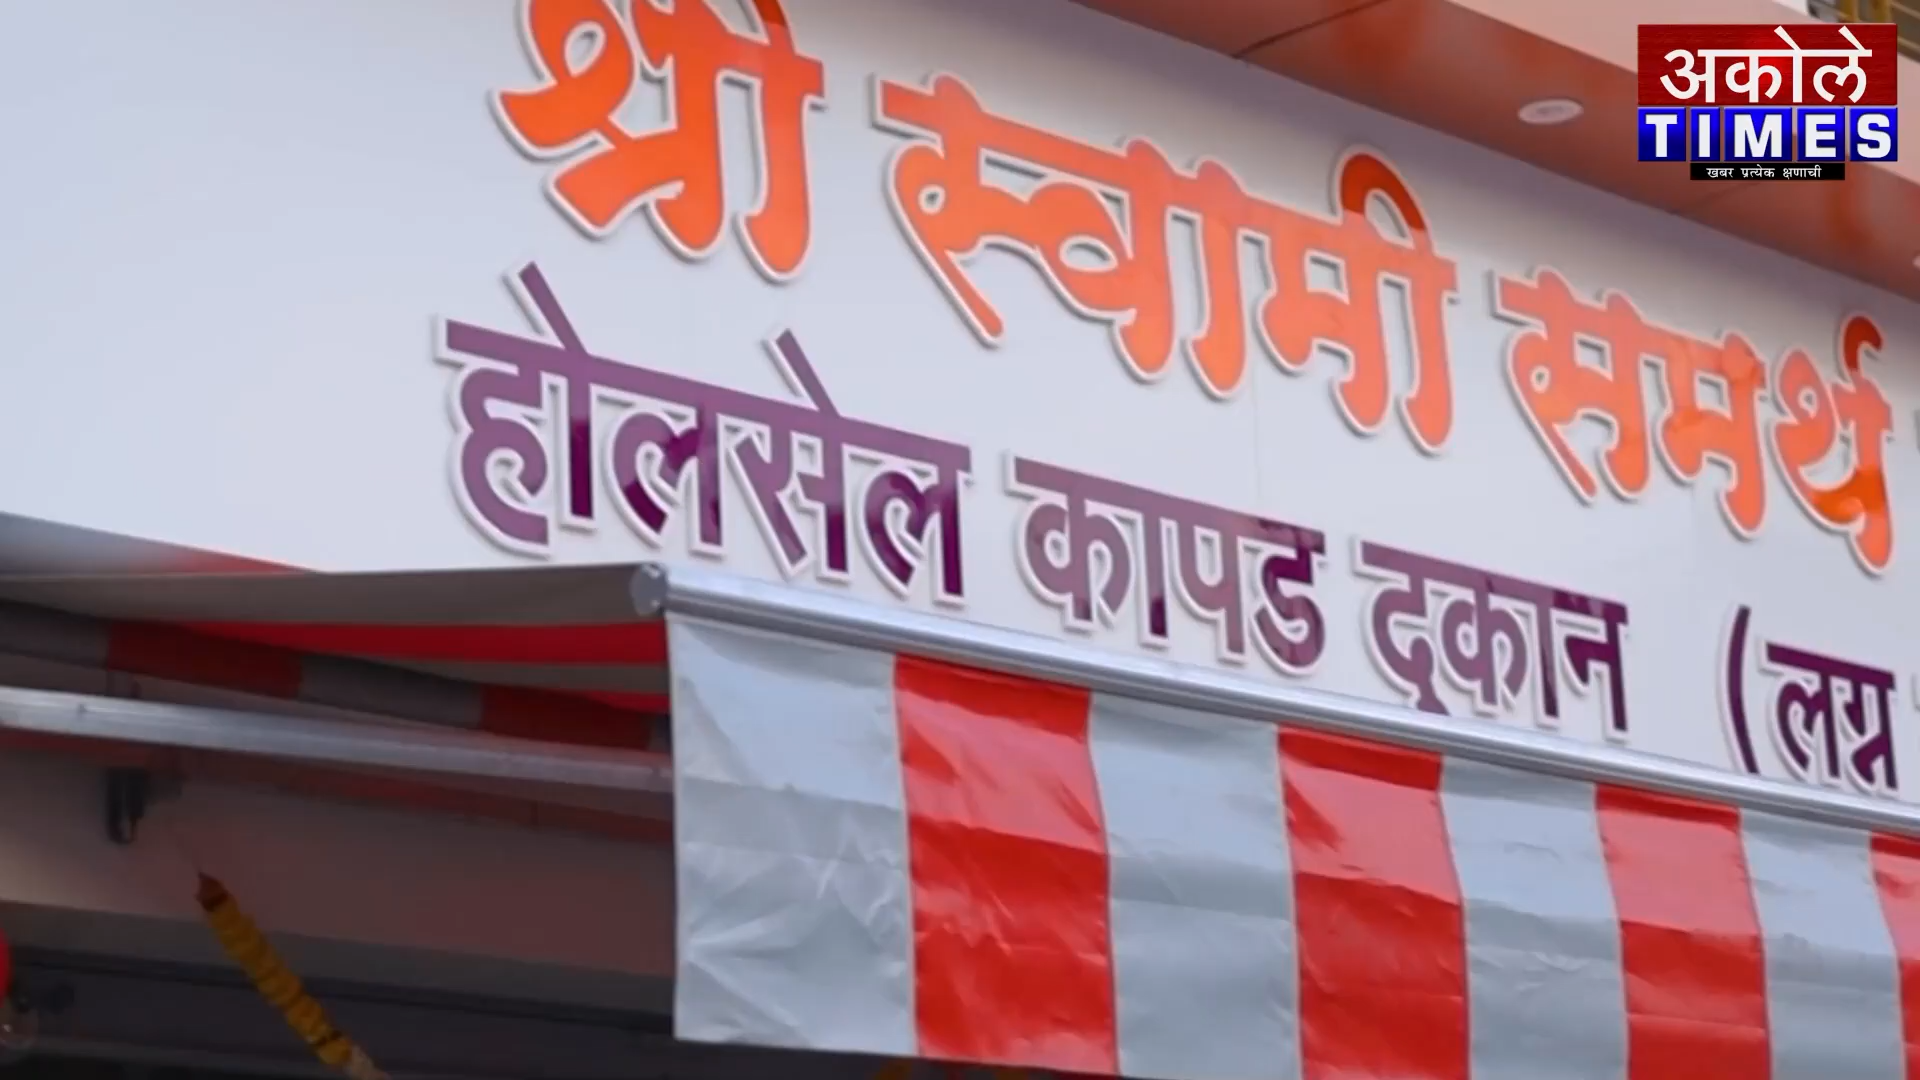 श्री स्वामी समर्थ
होलसेल कापड दुकान (लग्न
अकोले
TIMES
खबर प्रत्येक क्षणाची